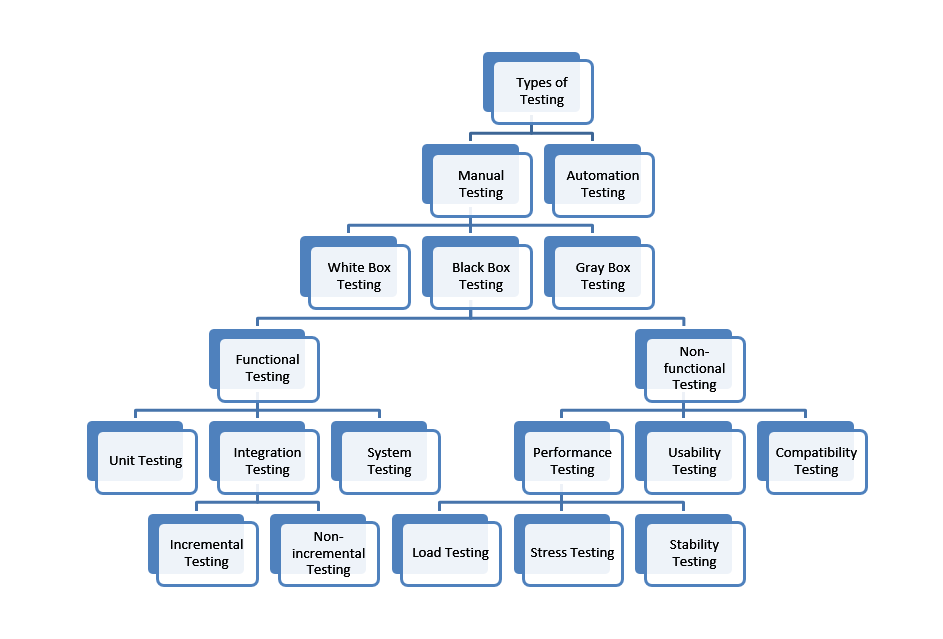 Types of
Testing
Manual
Testing
Automation
Testing
White Box
Testing
Black Box
Testing
Gray Box
Testing
Functional
Testing
Non-
functional
Testing
Unit Testing
Integration
Testing
System
Testing
Performance
Testing
Usability
Testing
Compatibility
Testing
Incremental
Testing
Non-
incremental
Testing
Load Testing
Stress Testing
Stability
Testing